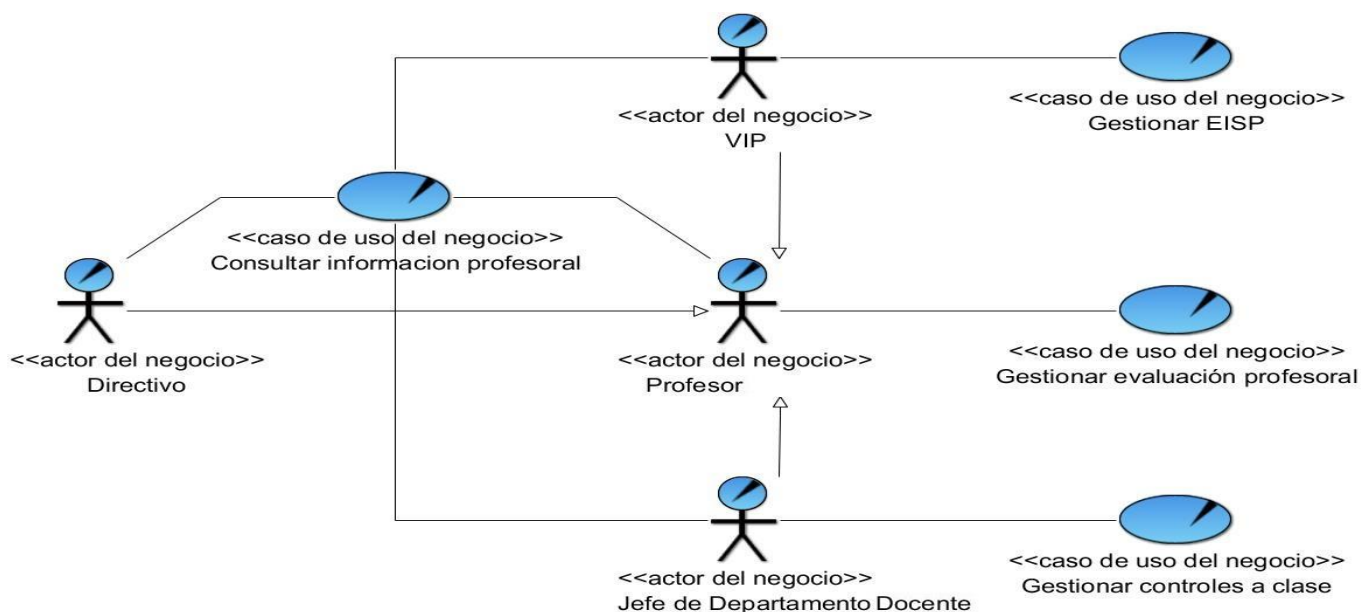 <<actor del negocio>>
VIP
<<caso de uso del negocio>>
Gestionar EISP
<<caso de uso del negocio>>
Consultar informacion profesoral
<<actor del negocio>>
Directivo
<<actor del negocio>>
Profesor
<<caso de uso del negocio>>
Gestionar evaluación profesoral
<<actor del negocio>>
Jefe de Departamento Docente
<<caso de uso del negocio>>
Gestionar controles a clase